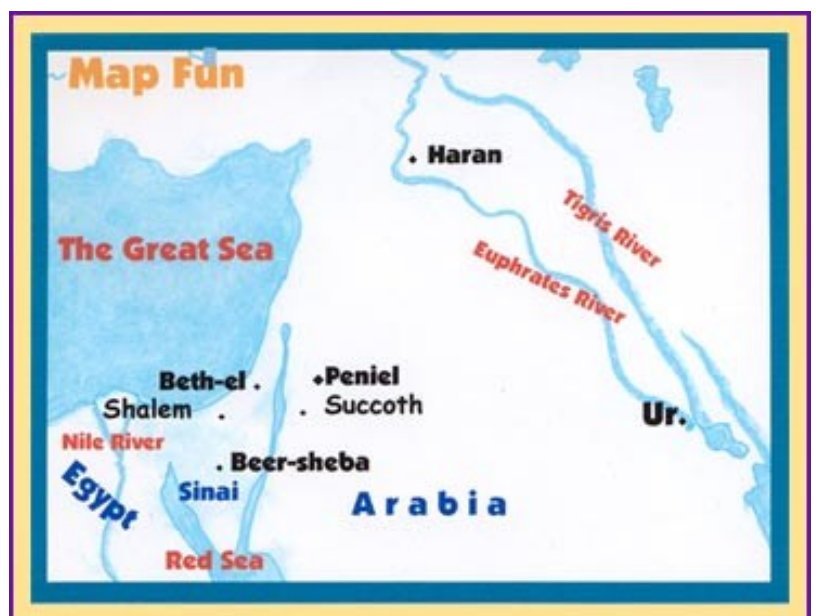 Map Fun
Haran
Tigris River
The Great Sea
Euphrates River
Beth-el
Peniel
Shalem
Succoth
Ur.
Nile River
Beer-sheba
Egypt
Sinai
Arabia
Red Sea